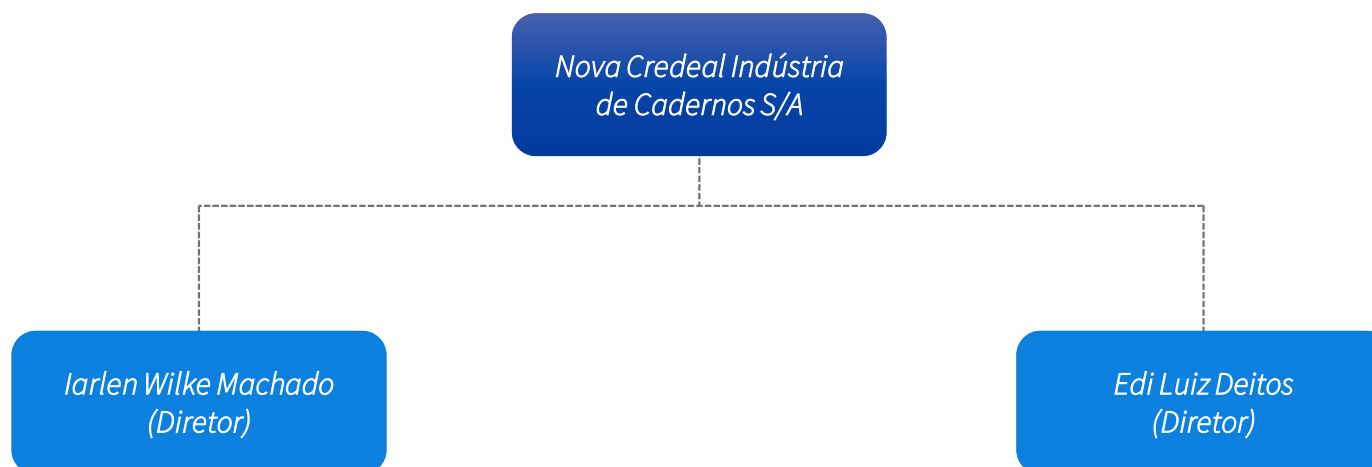 Nova Credeal Indústria
de Cadernos S/A
Iarlen Wilke Machado
(Diretor)
Edi Luiz Deitos
(Diretor)